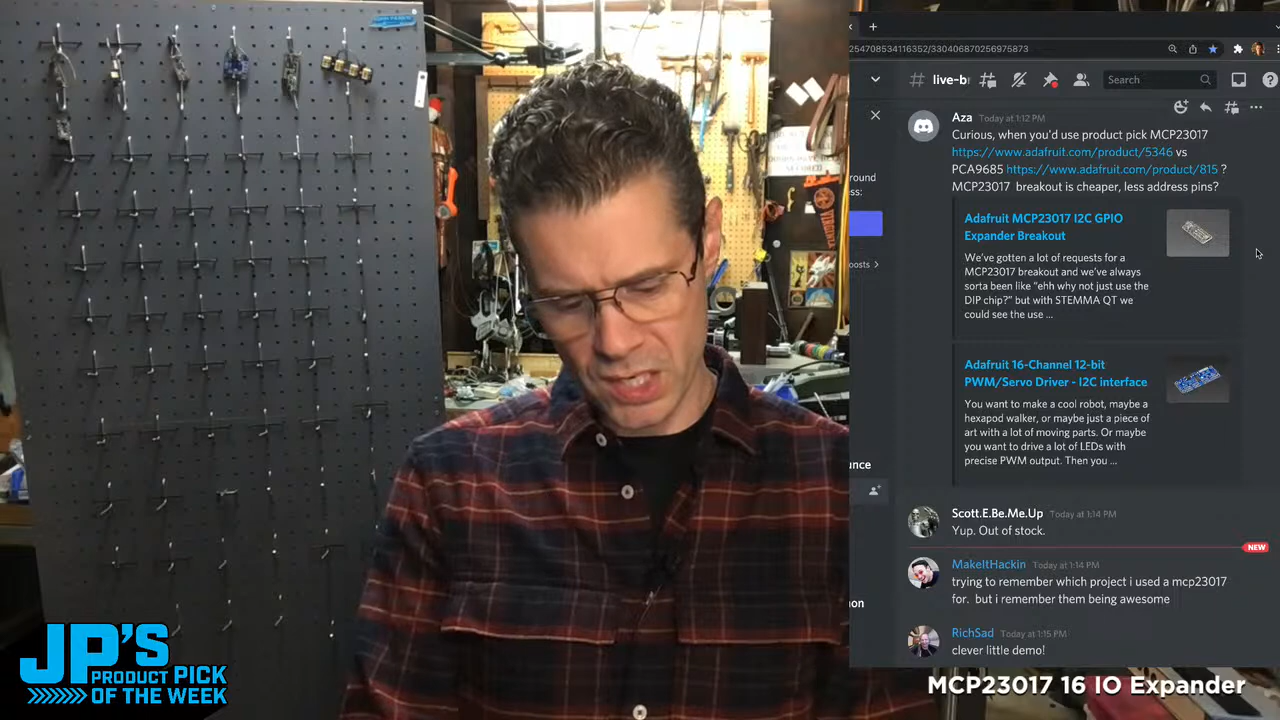 254708534116
870256975873
# live-b
Search
Aza Today at 1:12 PM
Curious, when you'd use product pick MCP23017
https://www.adafruit.com/product/5346 vs
PCA9685 https://www.adafruit.com/product/815 ?
MCP23017 breakout is cheaper, less address pins?
Adafruit MCP23017 I2C GPIO
Expander Breakout
We've gotten a lot of requests for a
MCP23017 breakout and we've always
sorta been like "ehh why not just use the
DIP chip?" but with STEMMA QT we
could see the use ...
Adafruit 16-Channel 12-bit
PWM/Servo Driver - I2C interface
You want to make a cool robot, maybe a
hexapod walker, or maybe just a piece of
art with a lot of moving parts. Or maybe
you want to drive a lot of LEDs with
precise PWM output. Then you ...
Scott.E.Be.Me.Up Today at 1:14 PM
Yup. Out of stock.
NEW
MakeItHackin Today at 1:14 PM
trying to remember which project i used a mcp23017
for. but i remember them being awesome
RichSad Today at 1:15 PM
clever little demo!
round
ss:
osts >
unce
non
JP'S
PRODUCT PICK
OF THE WEEK
MCP23017 16 IO Expander